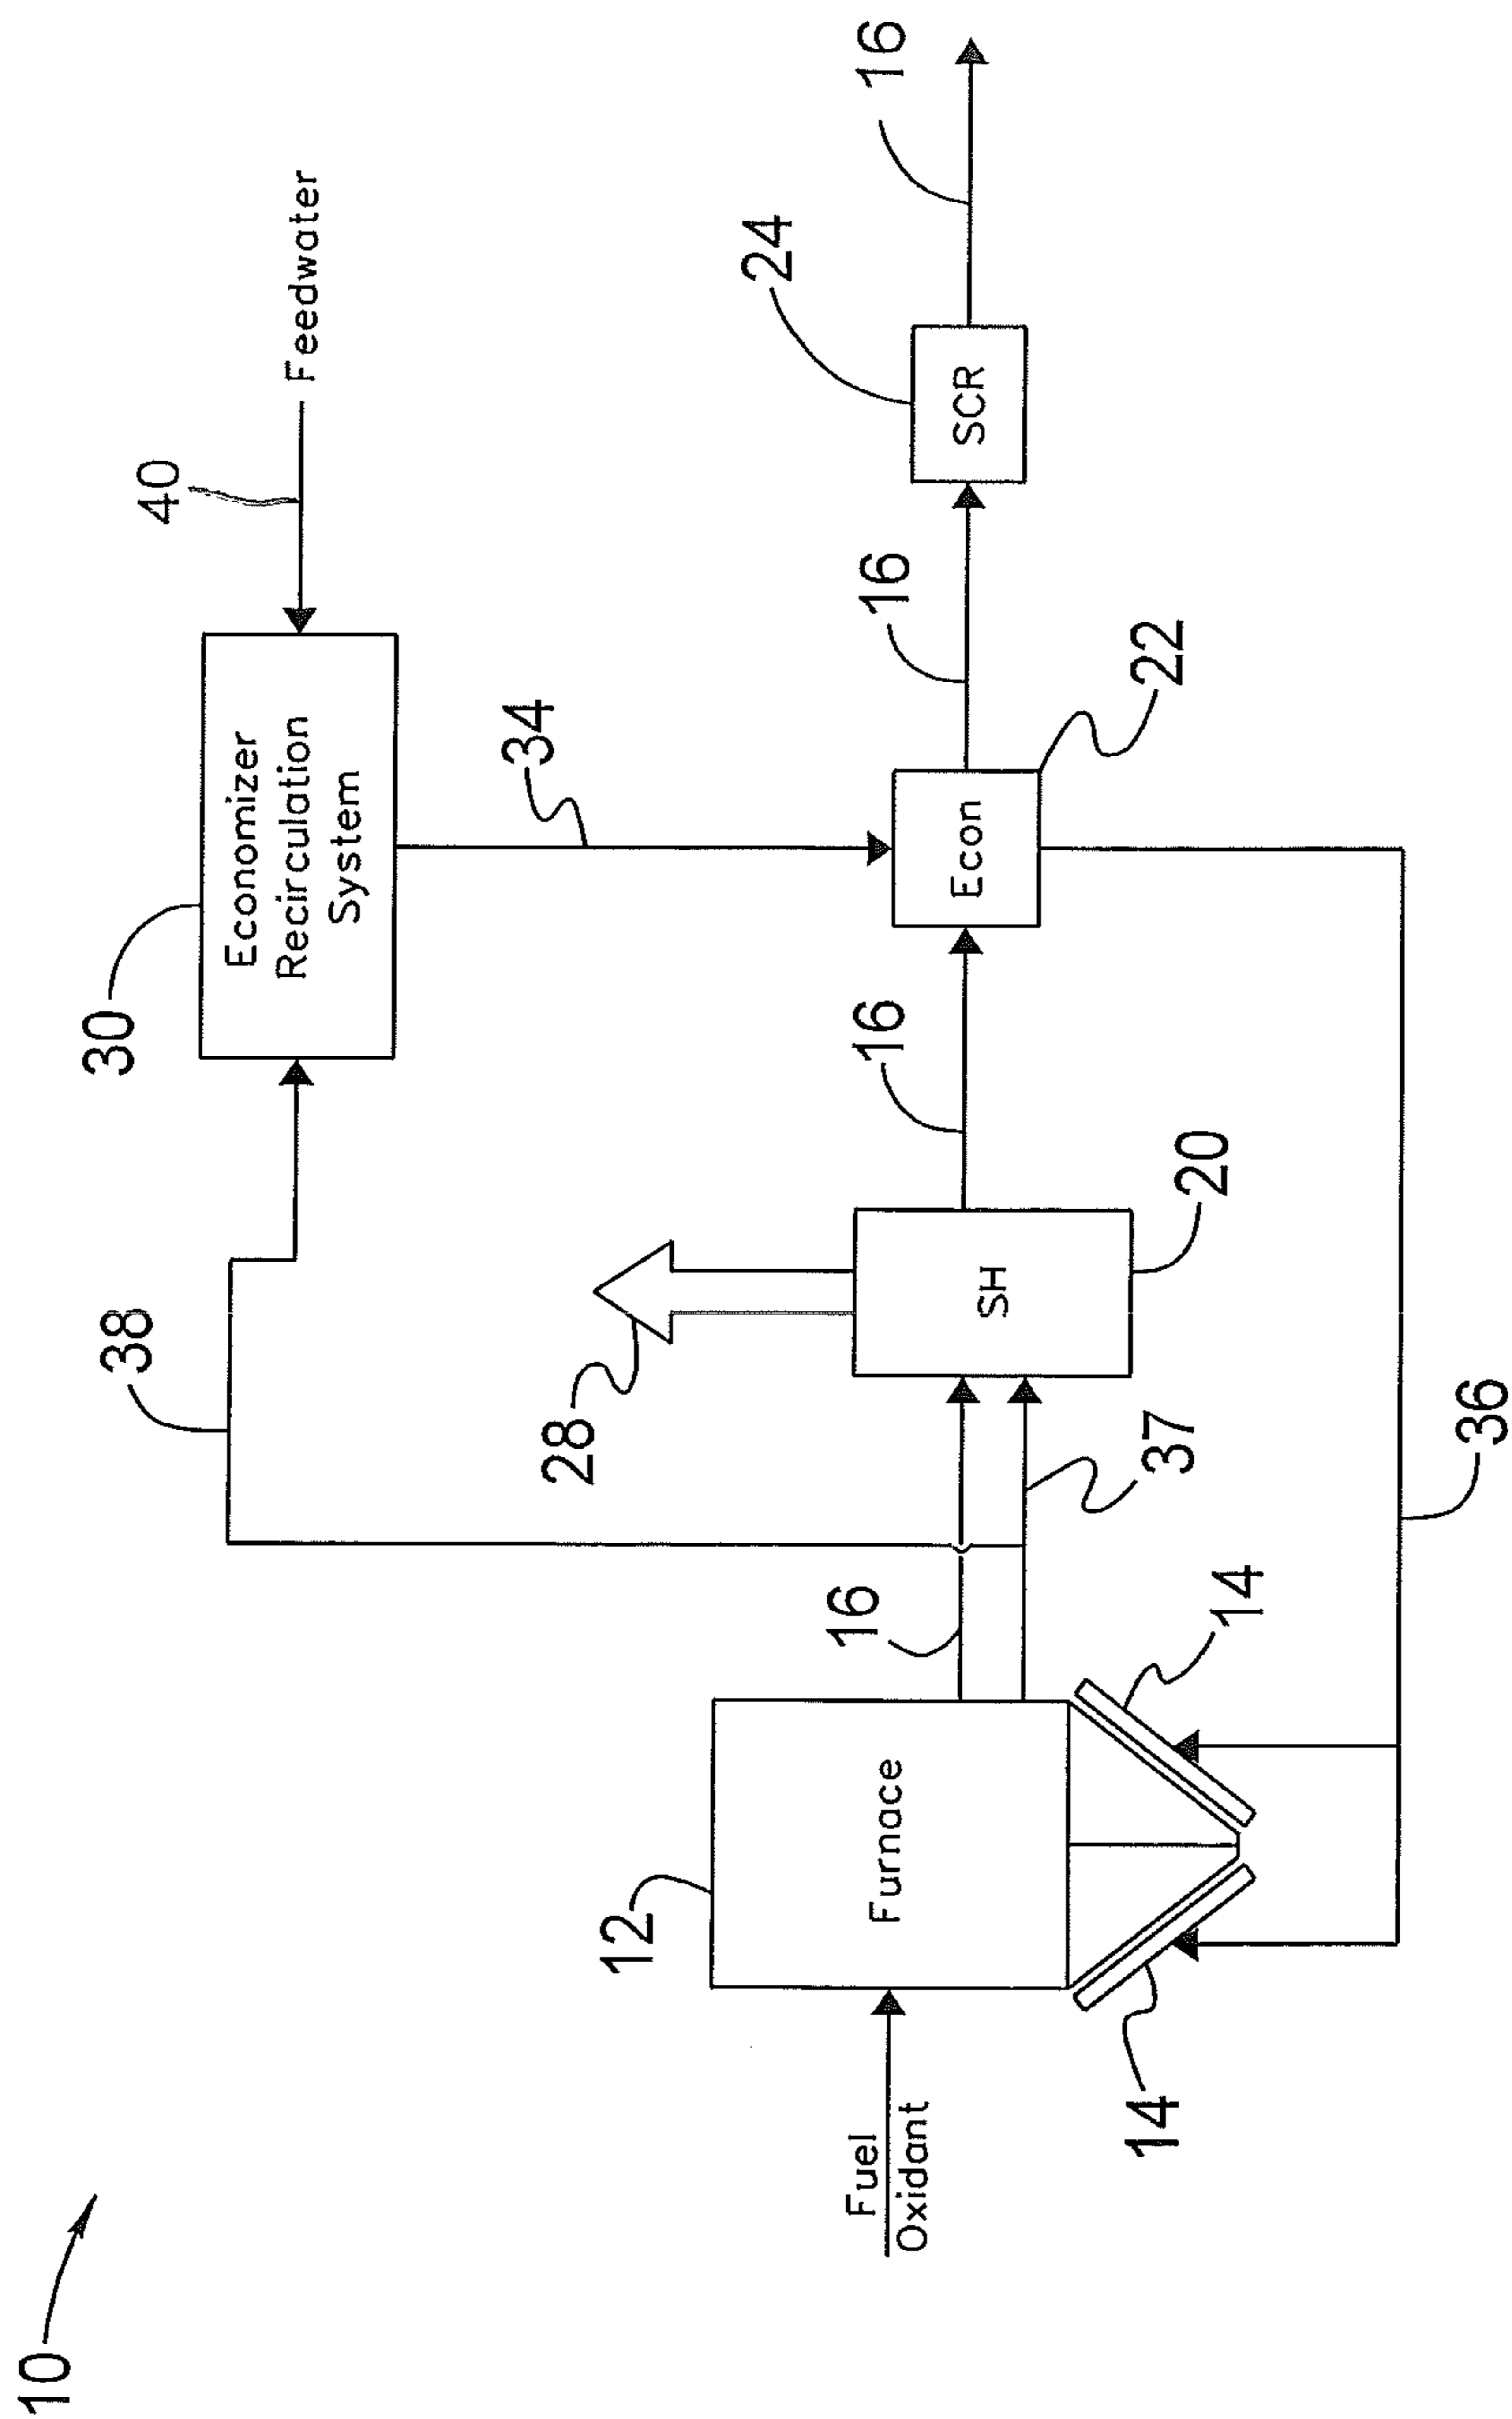 10
Fuel
Oxidant
12
Furnace
14
14
16
38
28
37
SH
20
36
30
Economizer
Recirculation
System
40
Feedwater
34
16
Econ
22
16
SCR
24
16